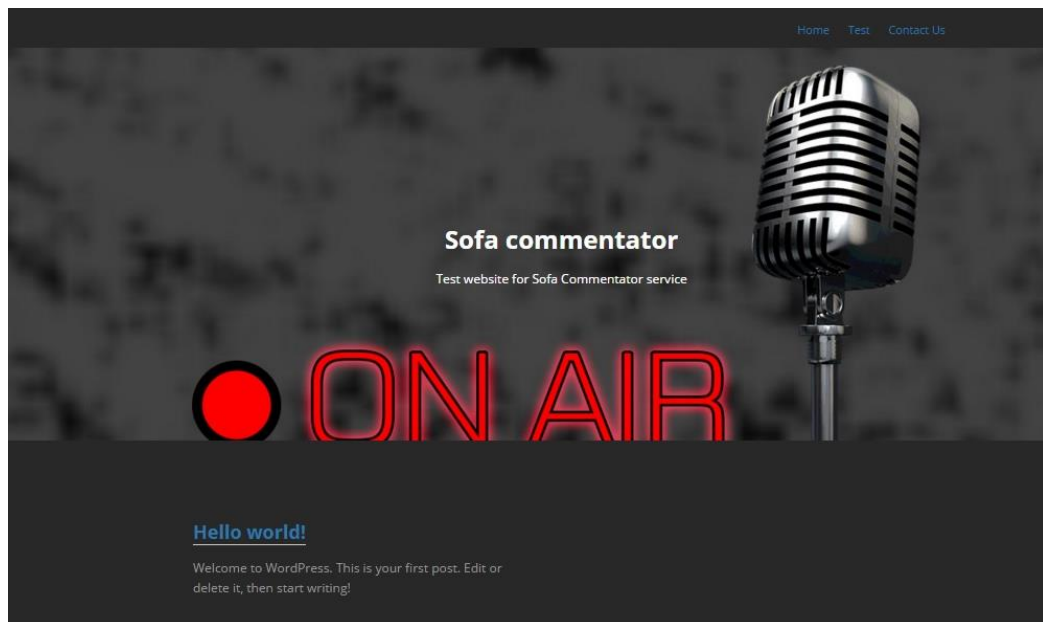 Home Test Contact Us
Sofa commentator
Test website for Sofa Commentator service
ON AIR
Hello world!
Welcome to WordPress. This is your first post. Edit or
delete it, then start writing!